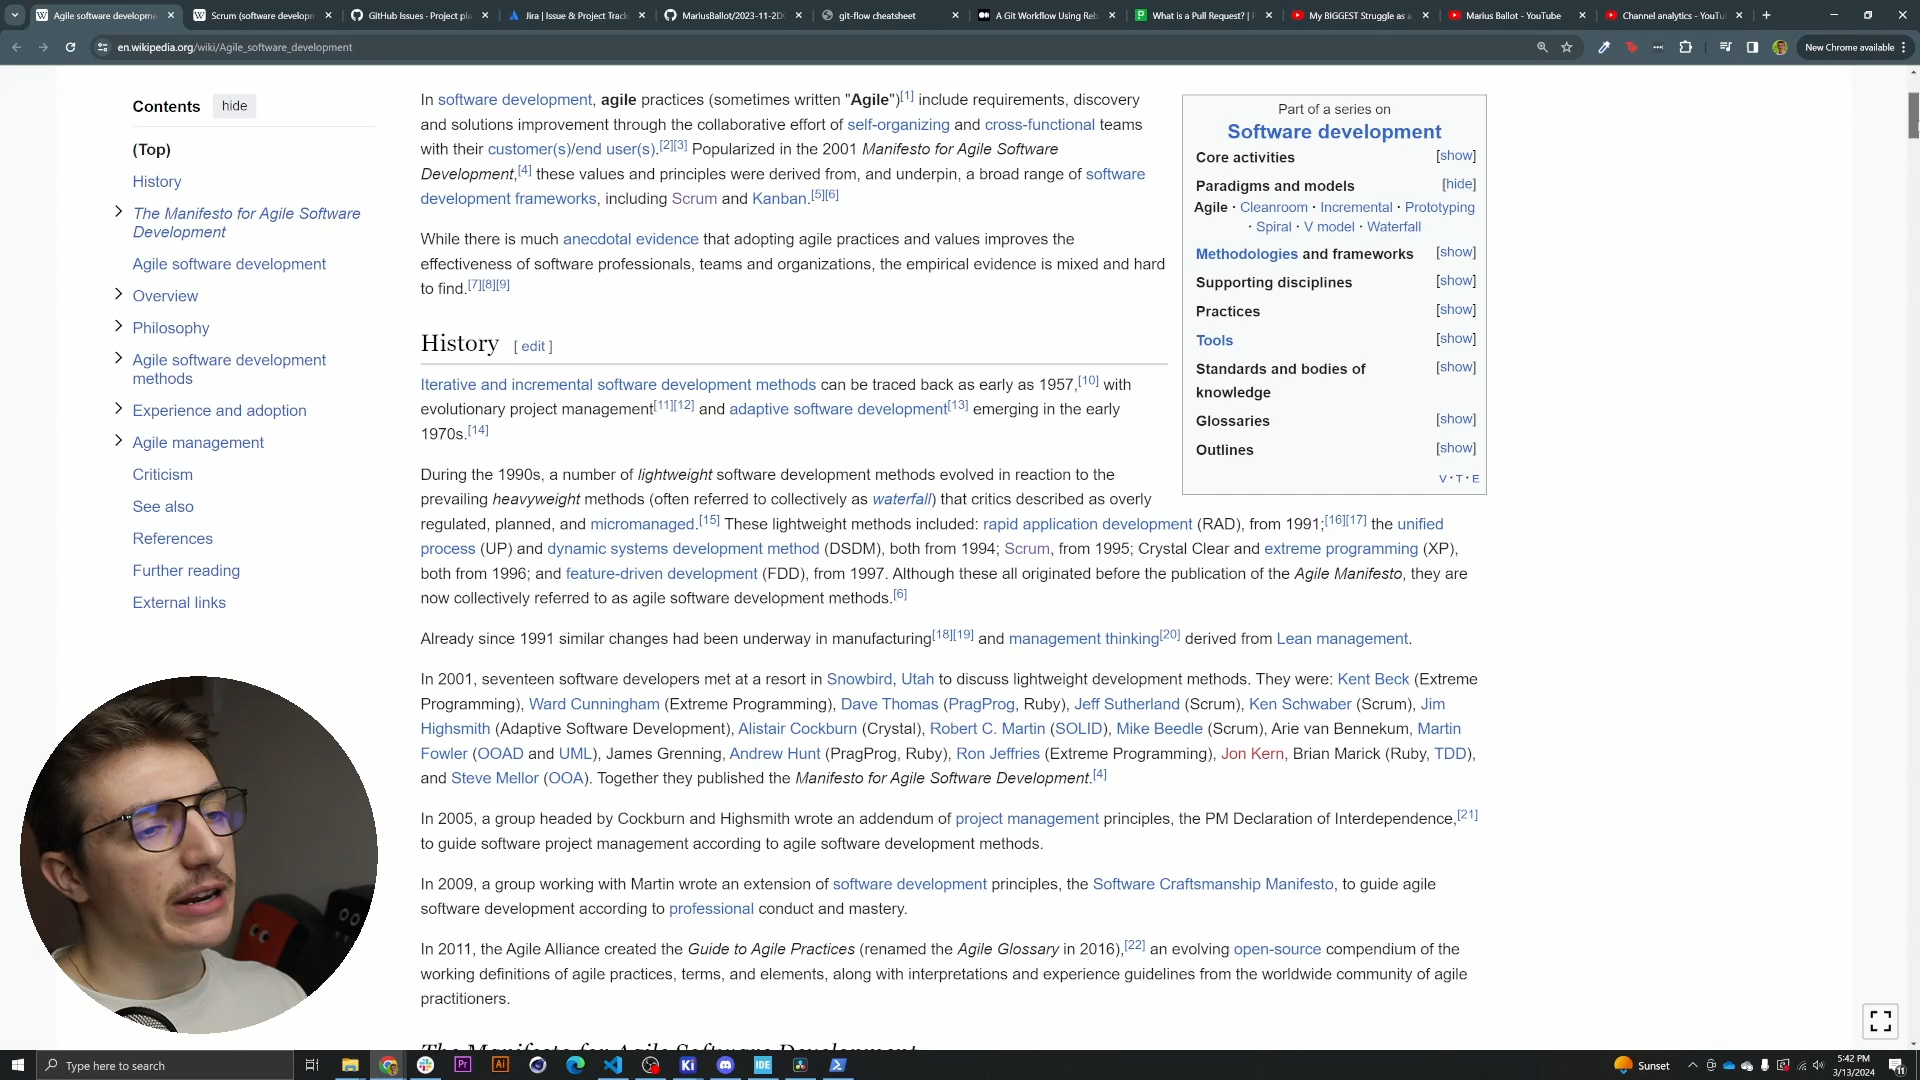 Agile software developmen
Scrum (software developm
GitHub Issues · Project pla
Jira | Issue & Project Track
MariusBallot/2023-11-2D
git-flow cheatsheet
A Git Workflow Using Reb
What is a Pull Request? |
My BIGGEST Struggle as
Marius Ballot - YouTube
Channel analytics - YouTu
en.wikipedia.org/wiki/Agile_software_development
New Chrome available
Contents
hide
(Top)
History
The Manifesto for Agile Software
Development
Agile software development
Overview
Philosophy
Agile software development
methods
Experience and adoption
Agile management
Criticism
See also
References
Further reading
External links
In software development, agile practices (sometimes written "Agile")[1] include requirements, discovery
and solutions improvement through the collaborative effort of self-organizing and cross-functional teams
with their customer(s)/end user(s).[2][3] Popularized in the 2001 Manifesto for Agile Software
Development,[4] these values and principles were derived from, and underpin, a broad range of software
development frameworks, including Scrum and Kanban.[5][6]
While there is much anecdotal evidence that adopting agile practices and values improves the
effectiveness of software professionals, teams and organizations, the empirical evidence is mixed and hard
to find.[7][8][9]
History [ edit ]
Iterative and incremental software development methods can be traced back as early as 1957,[10] with
evolutionary project management[11][12] and adaptive software development[13] emerging in the early
1970s.[14]
During the 1990s, a number of lightweight software development methods evolved in reaction to the
prevailing heavyweight methods (often referred to collectively as waterfall) that critics described as overly
regulated, planned, and micromanaged.[15] These lightweight methods included: rapid application development (RAD), from 1991;[16][17] the unified
process (UP) and dynamic systems development method (DSDM), both from 1994; Scrum, from 1995; Crystal Clear and extreme programming (XP),
both from 1996; and feature-driven development (FDD), from 1997. Although these all originated before the publication of the Agile Manifesto, they are
now collectively referred to as agile software development methods.[6]
Already since 1991 similar changes had been underway in manufacturing[18][19] and management thinking[20] derived from Lean management.
In 2001, seventeen software developers met at a resort in Snowbird, Utah to discuss lightweight development methods. They were: Kent Beck (Extreme
Programming), Ward Cunningham (Extreme Programming), Dave Thomas (PragProg, Ruby), Jeff Sutherland (Scrum), Ken Schwaber (Scrum), Jim
Highsmith (Adaptive Software Development), Alistair Cockburn (Crystal), Robert C. Martin (SOLID), Mike Beedle (Scrum), Arie van Bennekum, Martin
Fowler (OOAD and UML), James Grenning, Andrew Hunt (PragProg, Ruby), Ron Jeffries (Extreme Programming), Jon Kern, Brian Marick (Ruby, TDD),
and Steve Mellor (OOA). Together they published the Manifesto for Agile Software Development.[4]
In 2005, a group headed by Cockburn and Highsmith wrote an addendum of project management principles, the PM Declaration of Interdependence,[21]
to guide software project management according to agile software development methods.
In 2009, a group working with Martin wrote an extension of software development principles, the Software Craftsmanship Manifesto, to guide agile
software development according to professional conduct and mastery.
In 2011, the Agile Alliance created the Guide to Agile Practices (renamed the Agile Glossary in 2016),[22] an evolving open-source compendium of the
working definitions of agile practices, terms, and elements, along with interpretations and experience guidelines from the worldwide community of agile
practitioners.
The Manifesto for Agile Software Development
Part of a series on
Software development
Core activities [show]
Paradigms and models [hide]
Agile · Cleanroom · Incremental · Prototyping
· Spiral · V model · Waterfall
Methodologies and frameworks [show]
Supporting disciplines [show]
Practices [show]
Tools [show]
Standards and bodies of [show]
knowledge
Glossaries [show]
Outlines [show]
V · T · E
Type here to search
Pr
Ai
Ki
IDE
Sunset
5:42 PM
3/13/2024
11